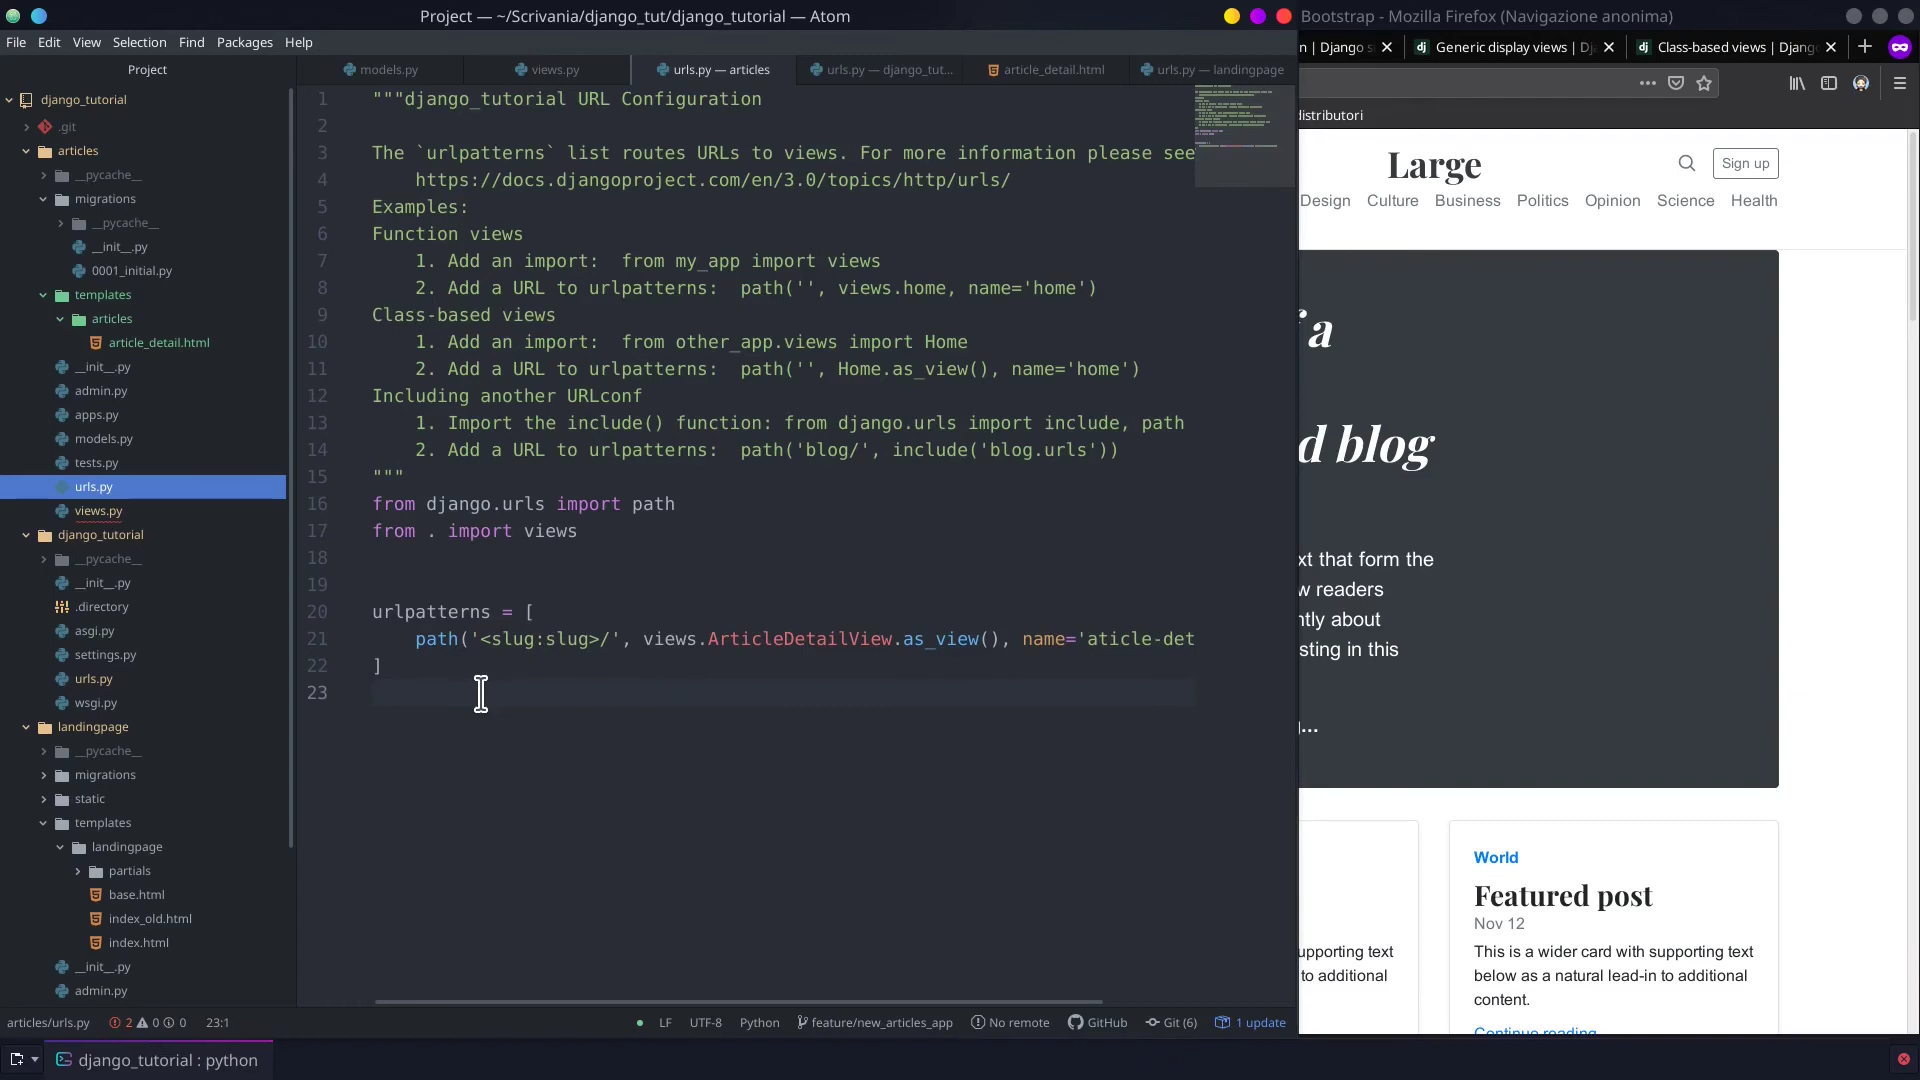 Project — ~/Scrivania/django_tut/django_tutorial — Atom
File Edit View Selection Find Packages Help
Project
django_tutorial
.git
articles
__pycache__
migrations
__pycache__
__init__.py
0001_initial.py
templates
articles
article_detail.html
__init__.py
admin.py
apps.py
models.py
tests.py
urls.py
views.py
django_tutorial
__pycache__
__init__.py
.directory
asgi.py
settings.py
urls.py
wsgi.py
landingpage
__pycache__
migrations
static
templates
landingpage
partials
base.html
index_old.html
index.html
__init__.py
admin.py
models.py views.py urls.py — articles urls.py — django_tut... article_detail.html urls.py — landingpage
1 """django_tutorial URL Configuration
2
3 The `urlpatterns` list routes URLs to views. For more information please see
4 https://docs.djangoproject.com/en/3.0/topics/http/urls/
5 Examples:
6 Function views
7 1. Add an import:  from my_app import views
8 2. Add a URL to urlpatterns:  path('', views.home, name='home')
9 Class-based views
10 1. Add an import:  from other_app.views import Home
11 2. Add a URL to urlpatterns:  path('', Home.as_view(), name='home')
12 Including another URLconf
13 1. Import the include() function: from django.urls import include, path
14 2. Add a URL to urlpatterns:  path('blog/', include('blog.urls'))
15 """
16 from django.urls import path
17 from . import views
18
19
20 urlpatterns = [
21 path('<slug:slug>/', views.ArticleDetailView.as_view(), name='aticle-det
22 ]
23
articles/urls.py 2 0 0 23:1 LF UTF-8 Python feature/new_articles_app No remote GitHub Git (6) 1 update
django_tutorial : python
Bootstrap - Mozilla Firefox (Navigazione anonima)
n | Django s Generic display views | Dj Class-based views | Django
distributori
Large
Sign up
Design Culture Business Politics Opinion Science Health
f a
d blog
xt that form the
w readers
ntly about
sting in this
g...
upporting text
to additional
World
Featured post
Nov 12
This is a wider card with supporting text
below as a natural lead-in to additional
content.
Continue reading